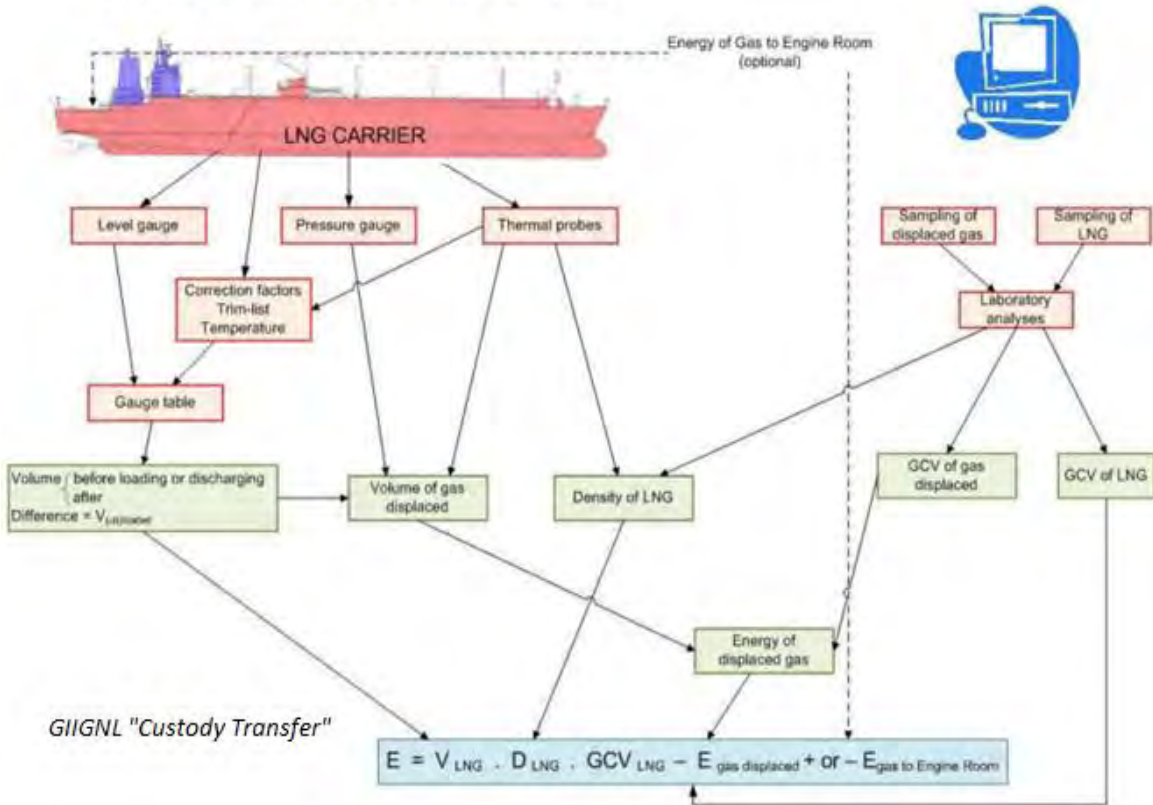 Energy of Gas to Engine Room
(optional)
LNG CARRIER
Level gauge
Pressure gauge
Thermal probes
Sampling of
displaced gas
Sampling of
LNG
Correction factors
Trim-list
Temperature
Laboratory
analyses
Gauge table
Volume { before loading or discharging
after
Difference = V
Volume of gas
displaced
Density of LNG
GCV of gas
displaced
GCV of LNG
Energy of
displaced gas
GIIGNL "Custody Transfer"
E = V LNG . D LNG . GCV LNG – E gas displaced + or – E gas to Engine Room